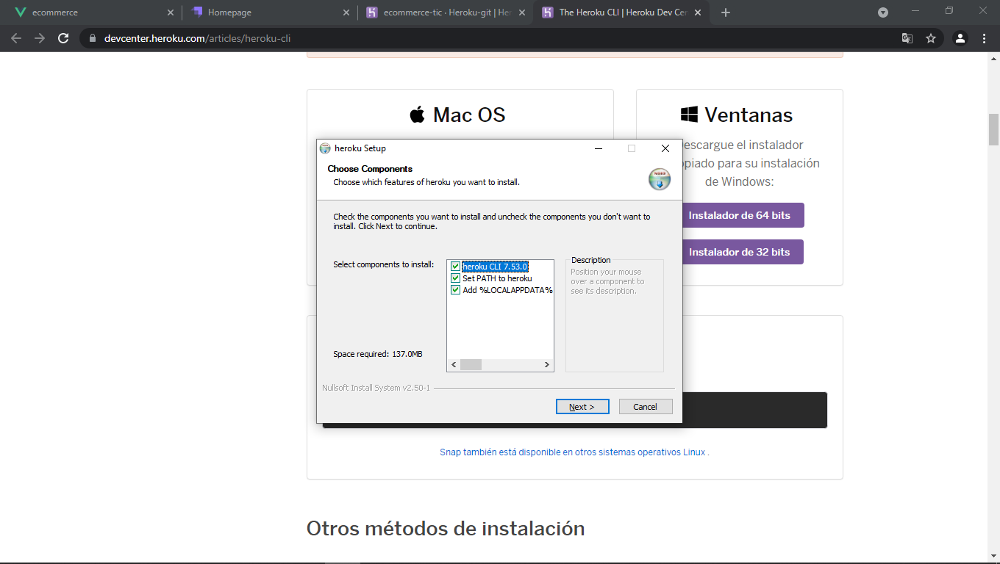 ecommerce
Homepage
ecommerce-tic · Heroku-git | Her
The Heroku CLI | Heroku Dev Cen
devcenter.heroku.com/articles/heroku-cli
Mac OS
Ventanas
escargue el instalador
opiado para su instalación
de Windows:
Instalador de 64 bits
Instalador de 32 bits
heroku Setup
Choose Components
Choose which features of heroku you want to install.
Check the components you want to install and uncheck the components you don't want to
install. Click Next to continue.
Select components to install:
heroku CLI 7.53.0
Set PATH to heroku
Add %LOCALAPPDATA%
Description
Position your mouse
over a component to
see its description.
Space required: 137.0MB
Nullsoft Install System v2.50-1
Next >
Cancel
Snap también está disponible en otros sistemas operativos Linux .
Otros métodos de instalación